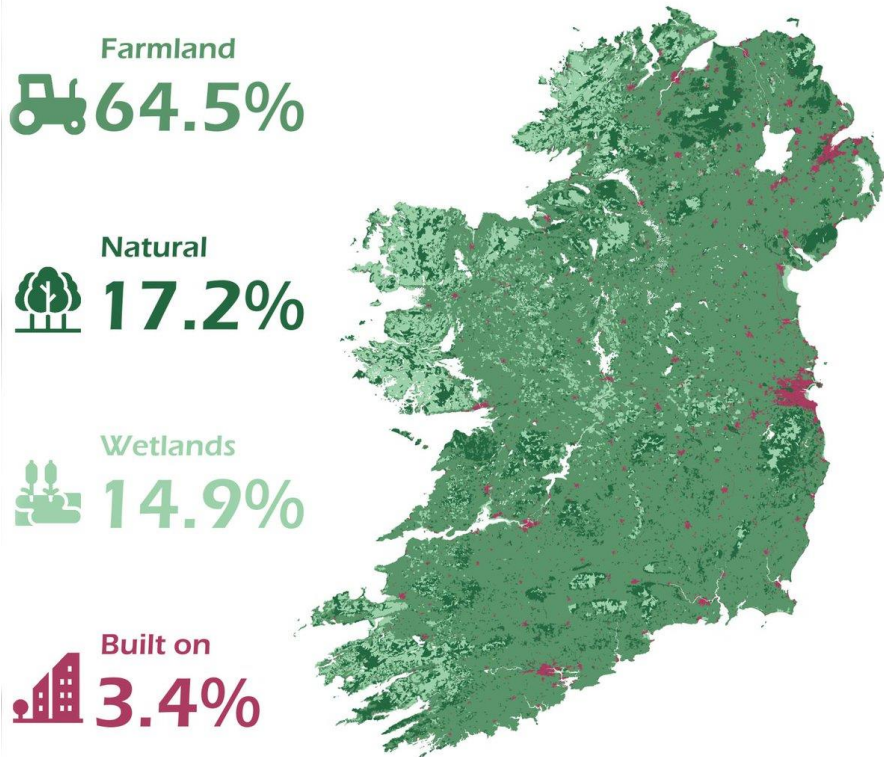 Farmland
64.5%
Natural
17.2%
Wetlands
14.9%
Built on
3.4%